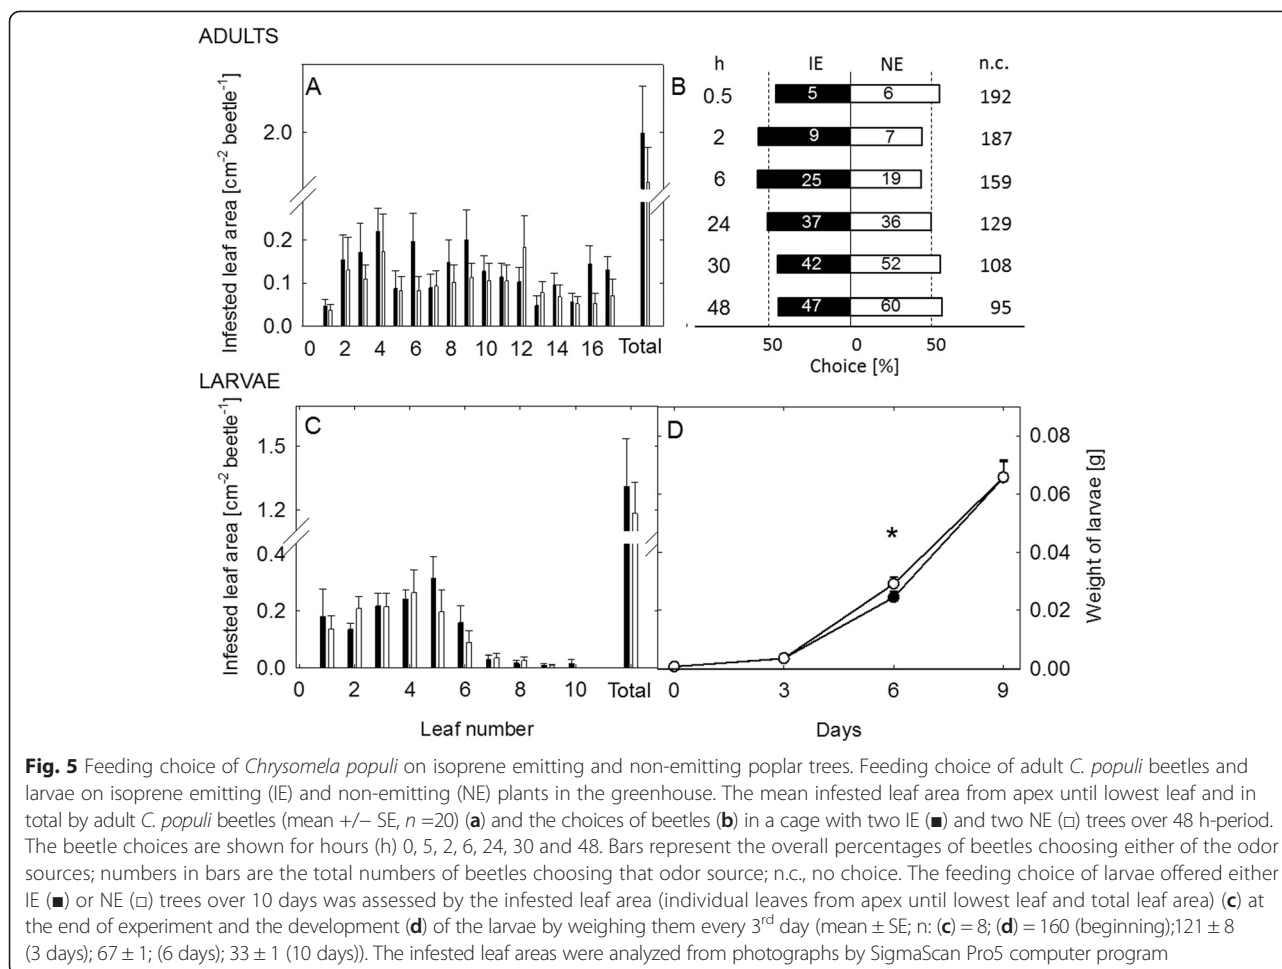 ADULTS
Infested leaf area [cm⁻² beetle⁻¹]
A
2.0
0.2
0.1
0.0
0 2 4 6 8 10 12 14 16 Total
B
h IE NE n.c.
0.5 5 6 192
2 9 7 187
6 25 19 159
24 37 36 129
30 42 52 108
48 47 60 95
50 0 50
Choice [%]
LARVAE
Infested leaf area [cm⁻² beetle⁻¹]
C
1.5
1.2
0.4
0.2
0.0
0 2 4 6 8 10 Total
Leaf number
D
*
0.08
0.06
0.04
0.02
0.00
Weight of larvae [g]
0 3 6 9
Days
Fig. 5 Feeding choice of Chrysomela populi on isoprene emitting and non-emitting poplar trees. Feeding choice of adult C. populi beetles and
larvae on isoprene emitting (IE) and non-emitting (NE) plants in the greenhouse. The mean infested leaf area from apex until lowest leaf and in
total by adult C. populi beetles (mean +/− SE, n =20) (a) and the choices of beetles (b) in a cage with two IE (■) and two NE (□) trees over 48 h-period.
The beetle choices are shown for hours (h) 0, 5, 2, 6, 24, 30 and 48. Bars represent the overall percentages of beetles choosing either of the odor
sources; numbers in bars are the total numbers of beetles choosing that odor source; n.c., no choice. The feeding choice of larvae offered either
IE (■) or NE (□) trees over 10 days was assessed by the infested leaf area (individual leaves from apex until lowest leaf and total leaf area) (c) at
the end of experiment and the development (d) of the larvae by weighing them every 3rd day (mean ± SE; n: (c) = 8; (d) = 160 (beginning);121 ± 8
(3 days); 67 ± 1; (6 days); 33 ± 1 (10 days)). The infested leaf areas were analyzed from photographs by SigmaScan Pro5 computer program